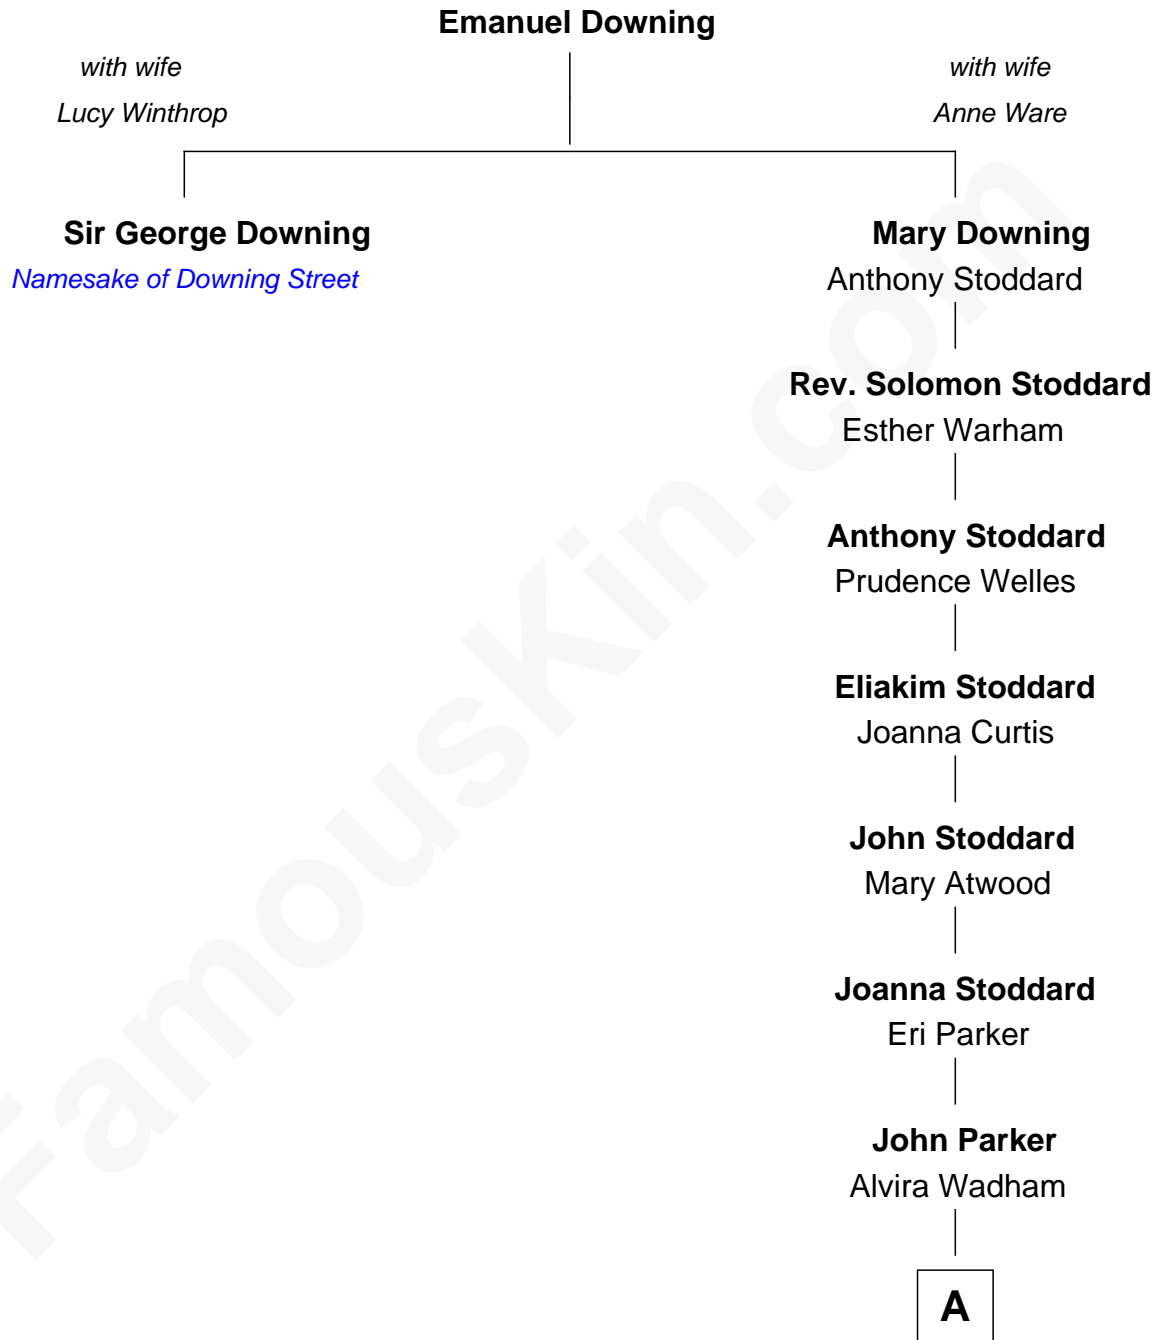 Emanuel Downing
with wife
Lucy Winthrop
with wife
Anne Ware
Sir George Downing
Namesake of Downing Street
Mary Downing
Anthony Stoddard
Rev. Solomon Stoddard
Esther Warham
Anthony Stoddard
Prudence Welles
Eliakim Stoddard
Joanna Curtis
John Stoddard
Mary Atwood
Joanna Stoddard
Eri Parker
John Parker
Alvira Wadham
A
FamousKin.com